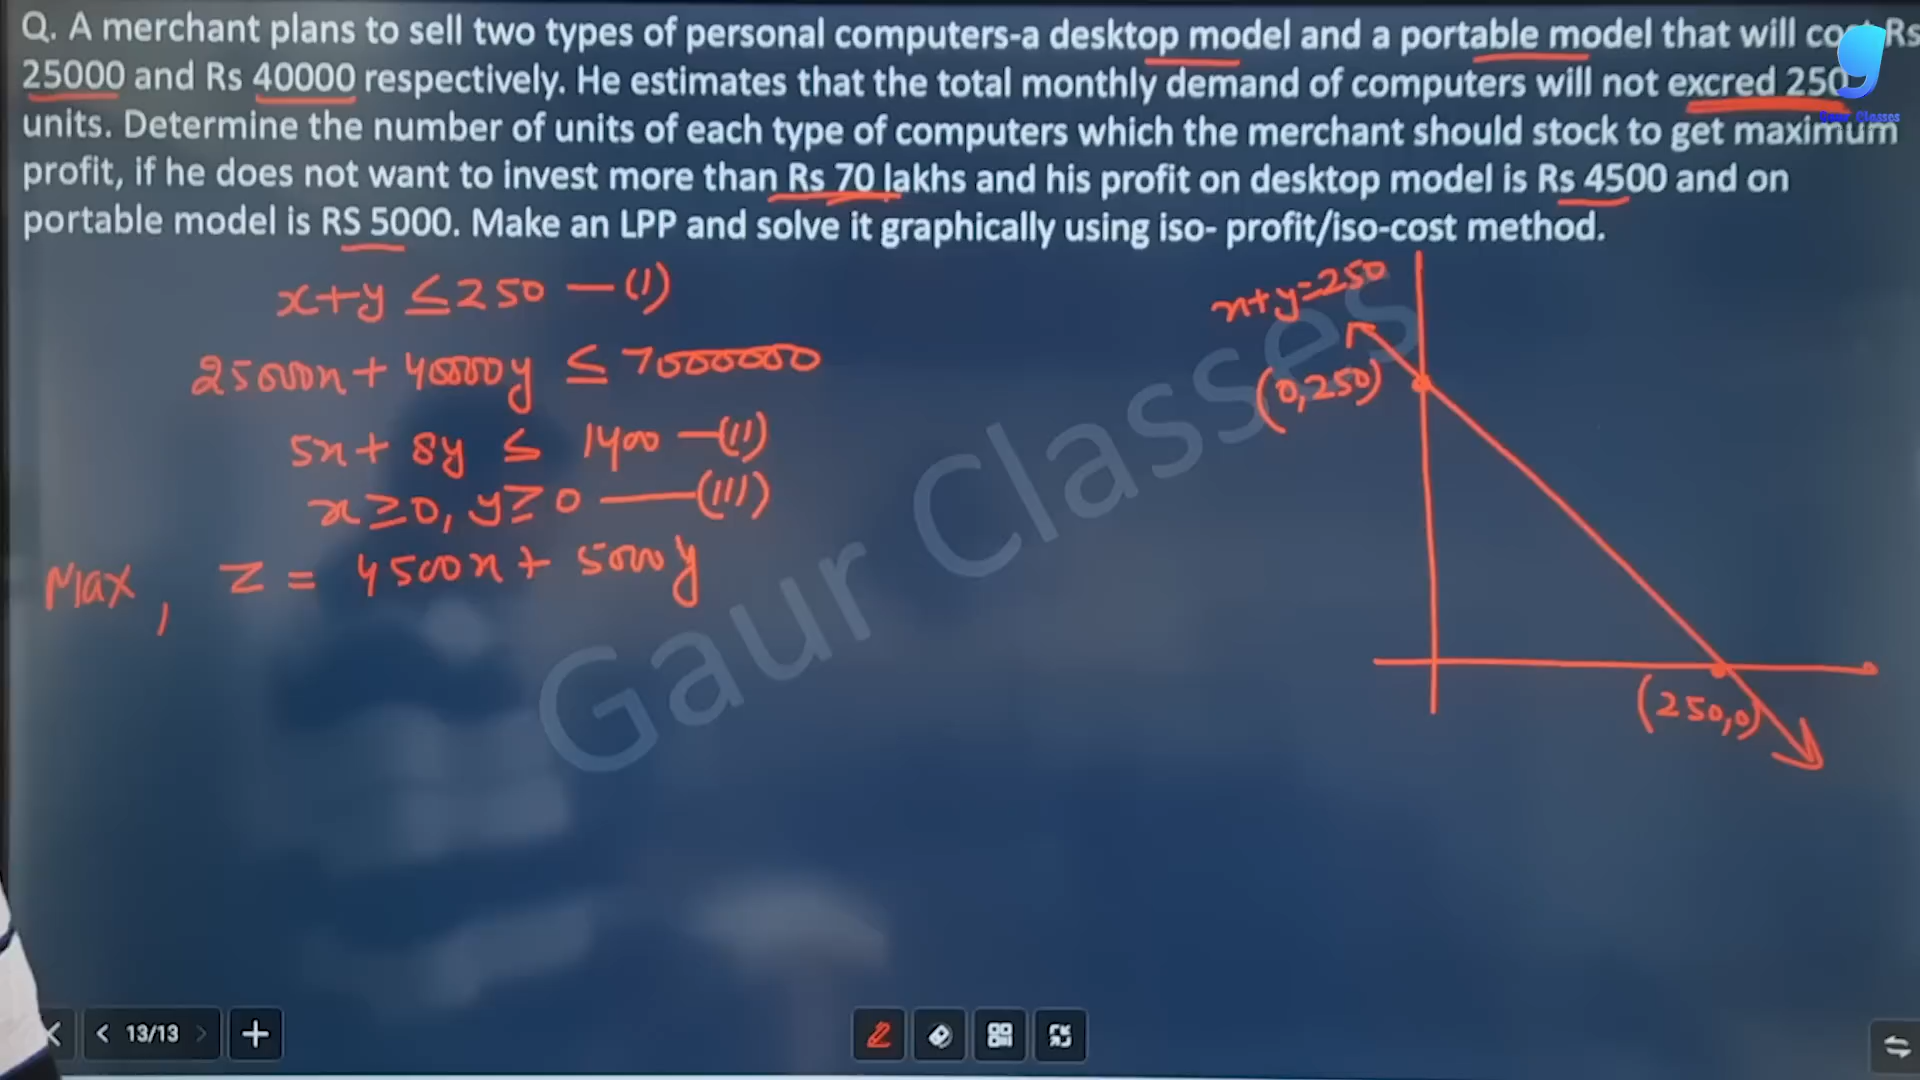 Q. A merchant plans to sell two types of personal computers-a desktop model and a portable model that will cost Rs
25000 and Rs 40000 respectively. He estimates that the total monthly demand of computers will not excred 250
units. Determine the number of units of each type of computers which the merchant should stock to get maximum
profit, if he does not want to invest more than Rs 70 lakhs and his profit on desktop model is Rs 4500 and on
portable model is RS 5000. Make an LPP and solve it graphically using iso- profit/iso-cost method.
Gaur Classes
x+y ≤ 250 — (I)
25000x + 40000y ≤ 7000000
5x + 8y ≤ 1400 — (II)
x ≥ 0, y ≥ 0 — (III)
Max, Z = 4500x + 5000y
x+y=250
(0,250)
(250,0)
Gaur Classes
13/13